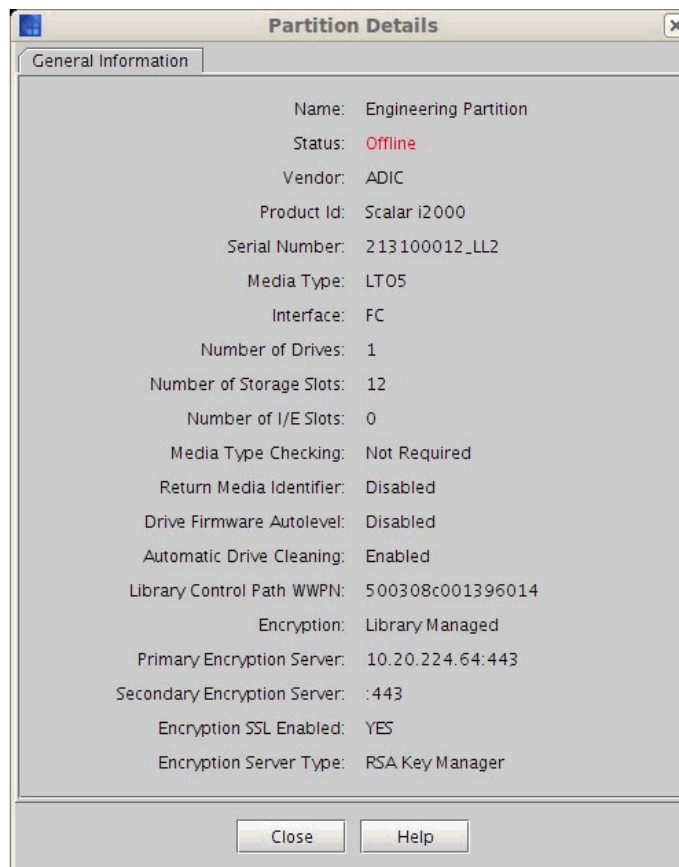 Partition Details
General Information
Name: Engineering Partition
Status: Offline
Vendor: ADIC
Product Id: Scalar i2000
Serial Number: 213100012_LL2
Media Type: LTO5
Interface: FC
Number of Drives: 1
Number of Storage Slots: 12
Number of I/E Slots: 0
Media Type Checking: Not Required
Return Media Identifier: Disabled
Drive Firmware Autolevel: Disabled
Automatic Drive Cleaning: Enabled
Library Control Path WWPN: 500308c001396014
Encryption: Library Managed
Primary Encryption Server: 10.20.224.64:443
Secondary Encryption Server: :443
Encryption SSL Enabled: YES
Encryption Server Type: RSA Key Manager
Close Help